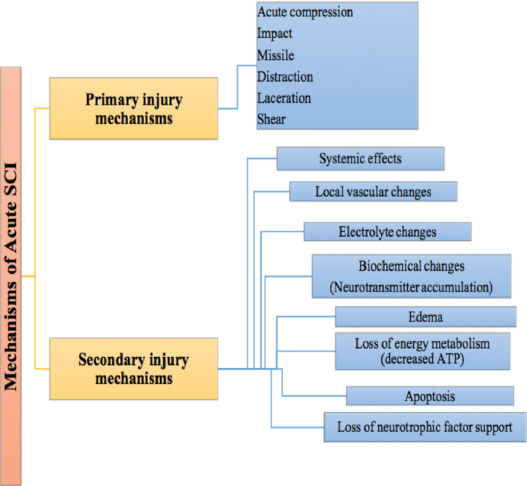 Mechanisms of Acute SCI
Primary injury
mechanisms
Acute compression
Impact
Missile
Distraction
Laceration
Shear
Secondary injury
mechanisms
Systemic effects
Local vascular changes
Electrolyte changes
Biochemical changes
(Neurotransmitter accumulation)
Edema
Loss of energy metabolism
(decreased ATP)
Apoptosis
Loss of neurotrophic factor support